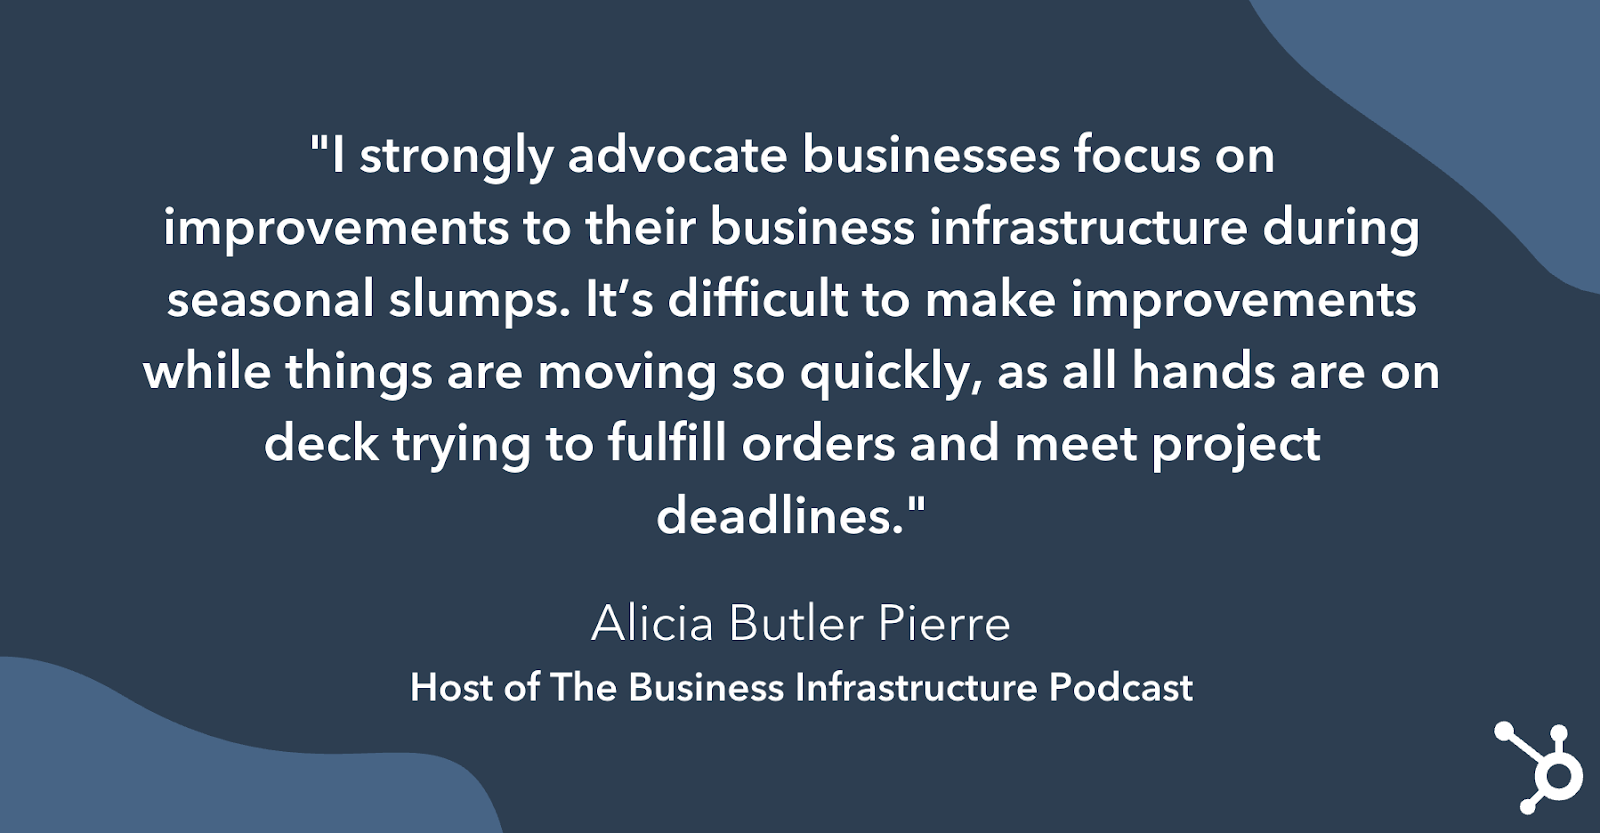 "I strongly advocate businesses focus on
improvements to their business infrastructure during
seasonal slumps. It’s difficult to make improvements
while things are moving so quickly, as all hands are on
deck trying to fulfill orders and meet project
deadlines."
Alicia Butler Pierre
Host of The Business Infrastructure Podcast